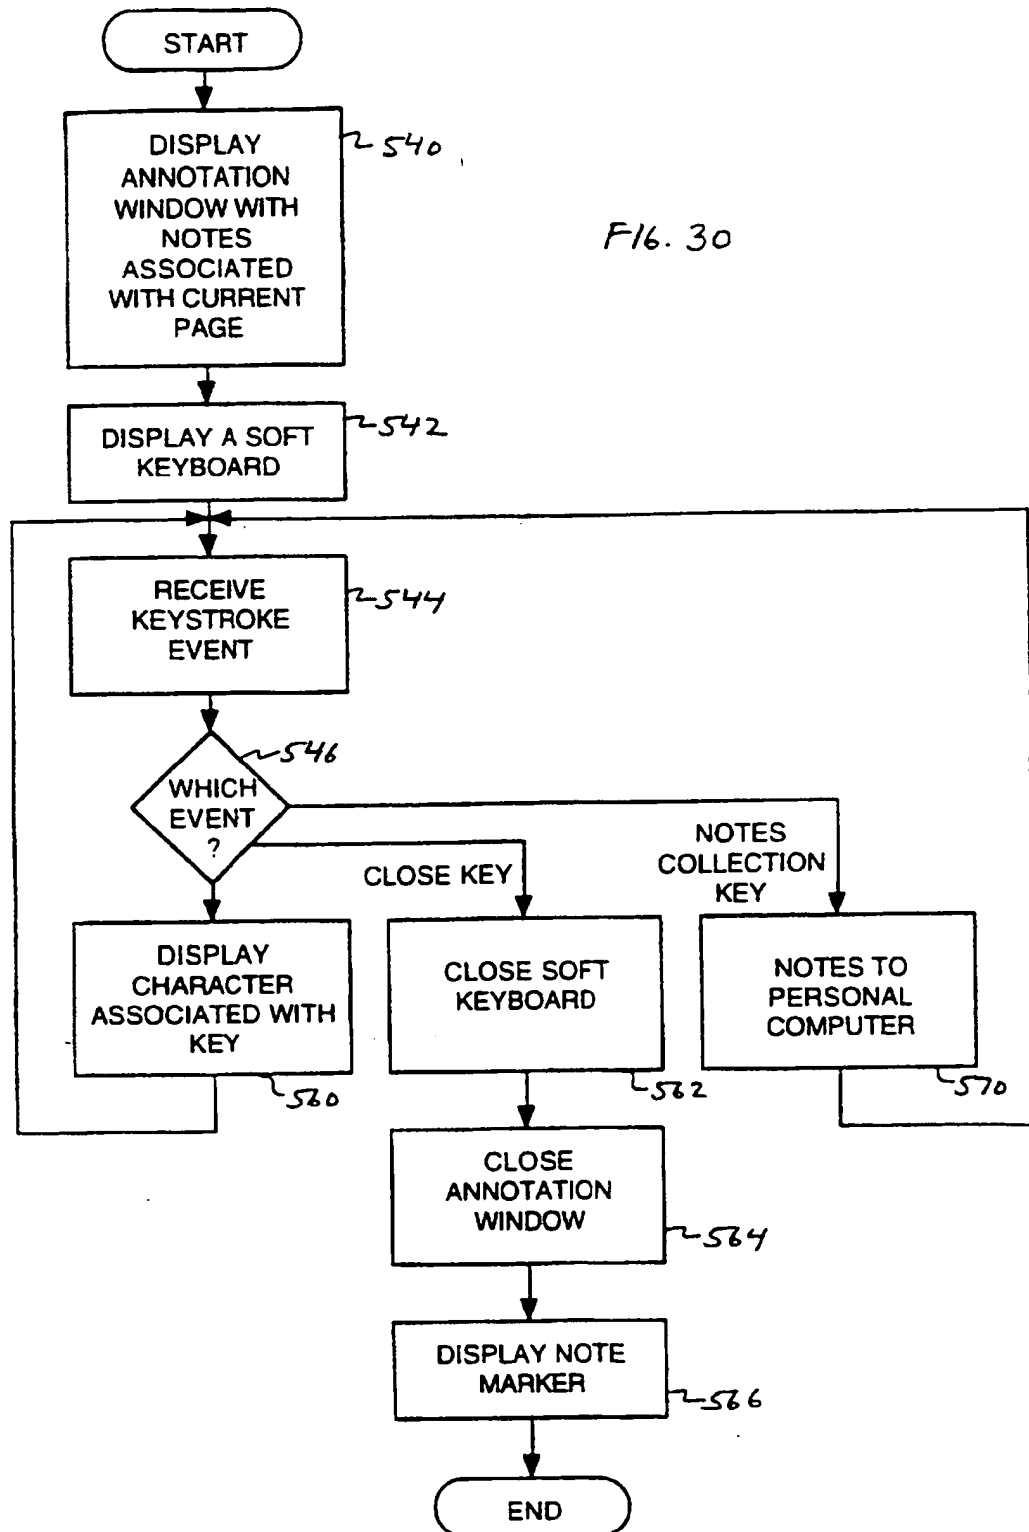 START
DISPLAY
ANNOTATION
WINDOW WITH
NOTES
ASSOCIATED
WITH CURRENT
PAGE
540
FIG. 30
DISPLAY A SOFT
KEYBOARD
542
RECEIVE
KEYSTROKE
EVENT
544
WHICH
EVENT
?
546
CLOSE KEY
NOTES
COLLECTION
KEY
DISPLAY
CHARACTER
ASSOCIATED WITH
KEY
560
CLOSE SOFT
KEYBOARD
562
NOTES TO
PERSONAL
COMPUTER
570
CLOSE
ANNOTATION
WINDOW
564
DISPLAY NOTE
MARKER
566
END